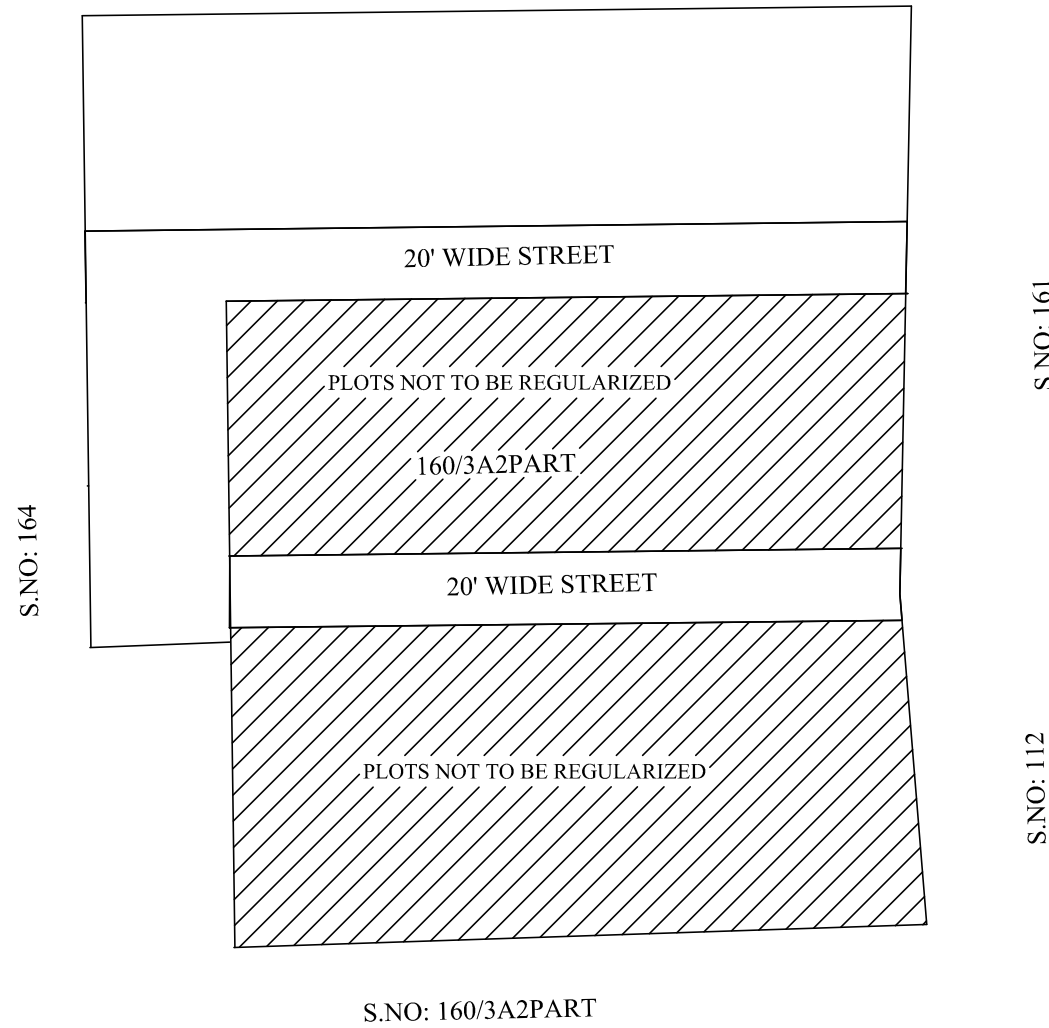 20' WIDE STREET
S.NO: 161
PLOTS NOT TO BE REGULARIZED
160/3A2PART
S.NO: 164
20' WIDE STREET
PLOTS NOT TO BE REGULARIZED
S.NO: 112
S.NO: 160/3A2PART